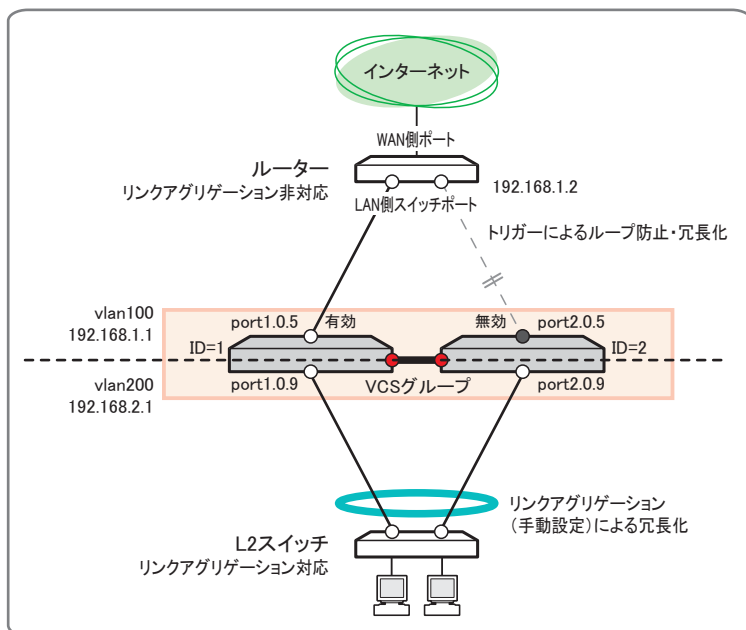 インターネット
WAN側ポート
ルーター
リンクアグリゲーション非対応
192.168.1.2
LAN側スイッチポート
トリガーによるループ防止・冗長化
vlan100
192.168.1.1
port1.0.5
有効
無効
port2.0.5
ID=1
ID=2
vlan200
192.168.2.1
port1.0.9
VCSグループ
port2.0.9
リンクアグリゲーション
（手動設定）による冗長化
L2スイッチ
リンクアグリゲーション対応